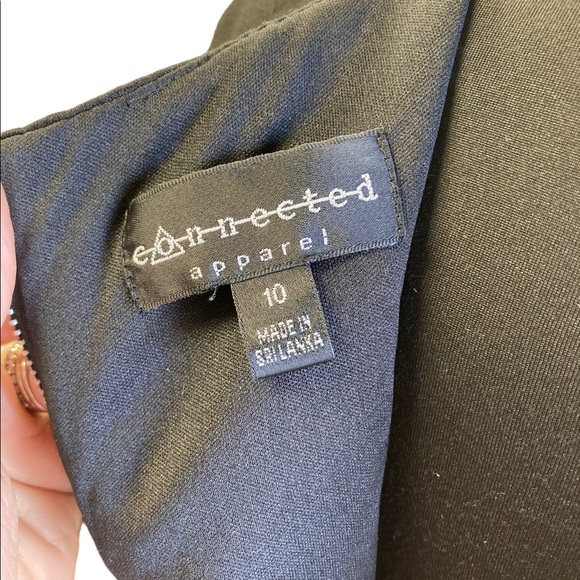 connected
apparel
10
MADE IN
SRI LANKA